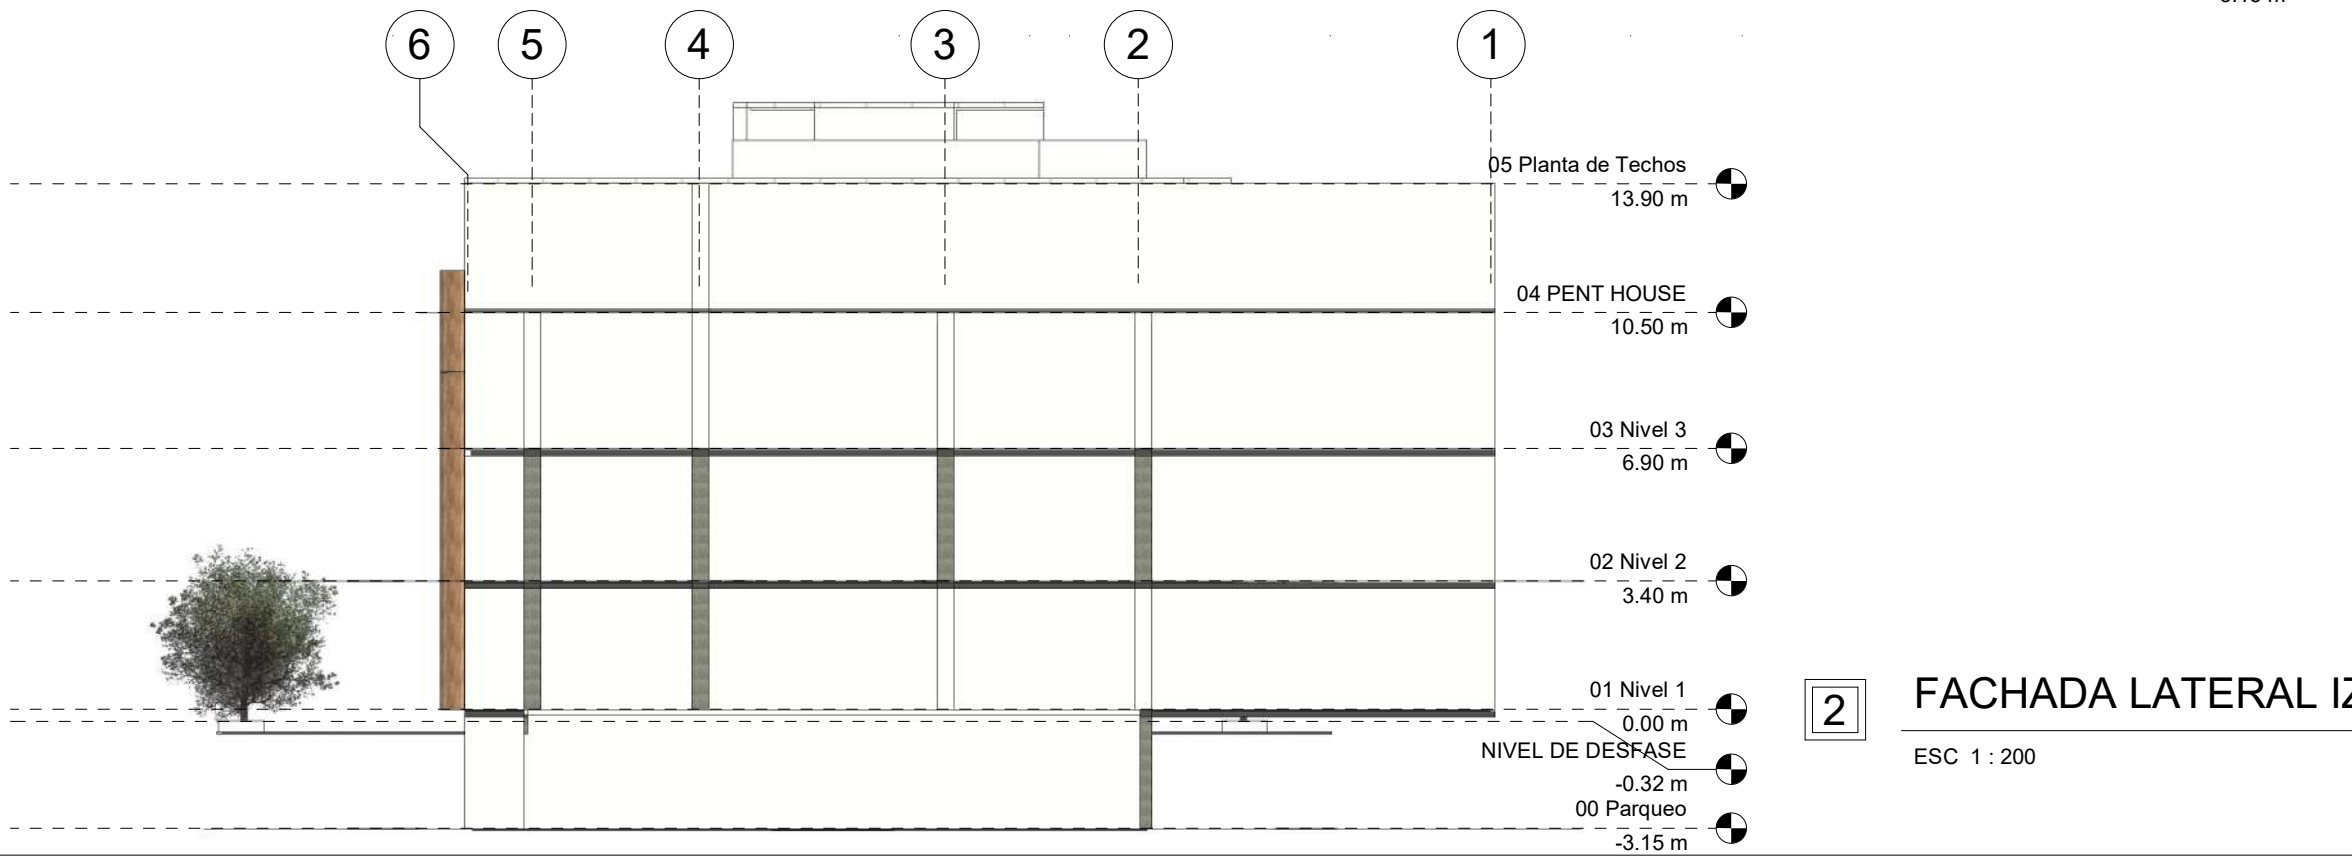 6 5 4 3 2 1
05 Planta de Techos
13.90 m
04 PENT HOUSE
10.50 m
03 Nivel 3
6.90 m
02 Nivel 2
3.40 m
01 Nivel 1
0.00 m
NIVEL DE DESFASE
-0.32 m
00 Parqueo
-3.15 m
2
FACHADA LATERAL
ESC 1 : 200